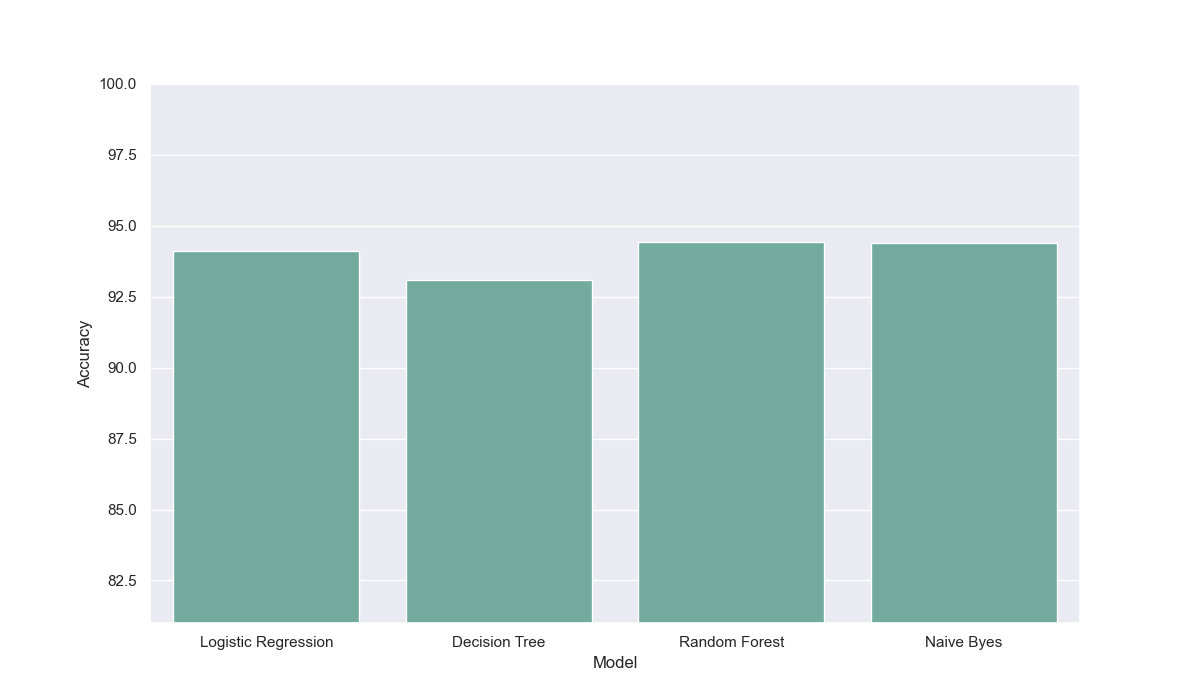 100.0
97.5
95.0
92.5
90.0
87.5
85.0
82.5
Accuracy
Logistic Regression
Decision Tree
Random Forest
Naive Byes
Model